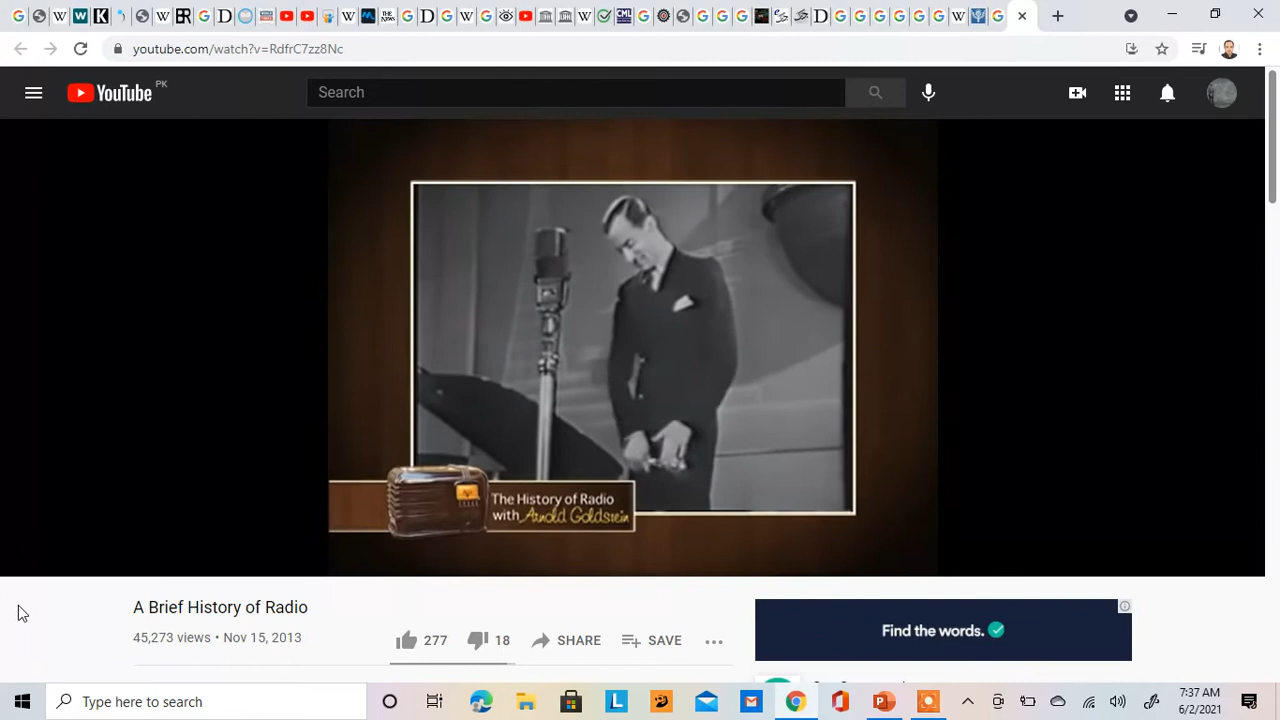 youtube.com/watch?v=RdfrC7zz8Nc
YouTube PK
Search
The History of Radio
with Arnold Goldstein
A Brief History of Radio
45,273 views • Nov 15, 2013
277
18
SHARE
SAVE
Find the words.
Type here to search
7:37 AM
6/2/2021